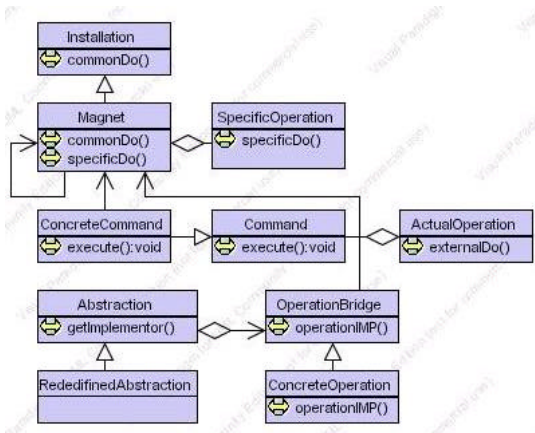 Installation
commonDo()
Magnet
commonDo()
specificDo()
SpecificOperation
specificDo()
ConcreteCommand
execute():void
Command
execute():void
ActualOperation
externalDo()
Abstraction
getImplementor()
OperationBridge
operationIMP()
RededifinedAbstraction
ConcreteOperation
operationIMP()